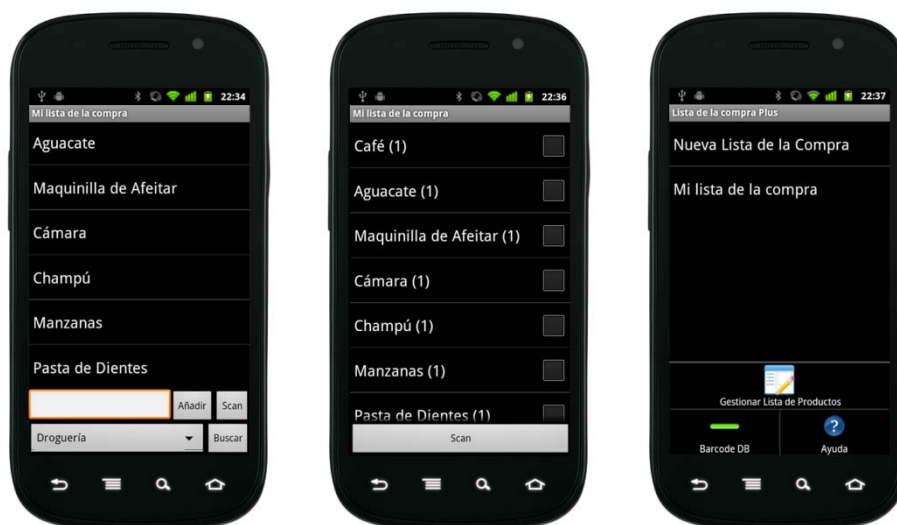 22:34
Mi lista de la compra
Aguacate
Maquinilla de Afeitar
Cámara
Champú
Manzanas
Pasta de Dientes
Añadir
Scan
Droguería
Buscar
22:36
Mi lista de la compra
Café (1)
Aguacate (1)
Maquinilla de Afeitar (1)
Cámara (1)
Champú (1)
Manzanas (1)
Pasta de Dientes (1)
Scan
22:37
Lista de la compra Plus
Nueva Lista de la Compra
Mi lista de la compra
Gestionar Lista de Productos
Barcode DB
Ayuda